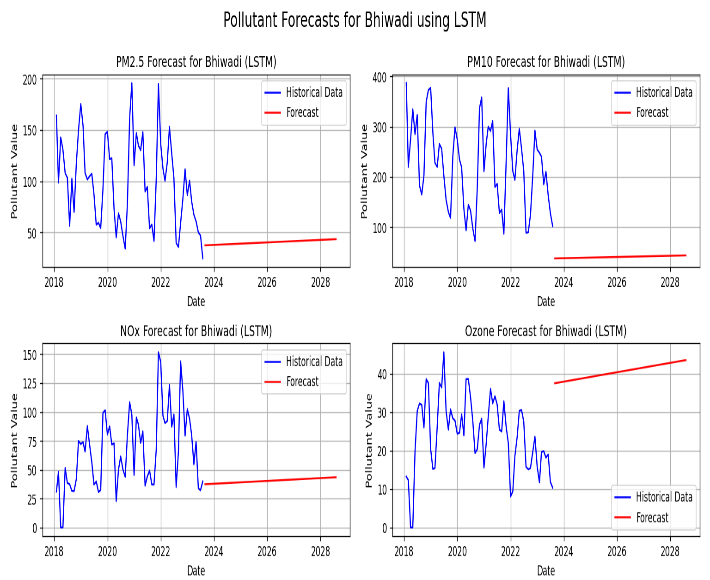 Pollutant Forecasts for Bhiwadi using LSTM
PM2.5 Forecast for Bhiwadi (LSTM)
200
150
100
50
Pollutant Value
Historical Data
Forecast
2018 2020 2022 2024 2026 2028
Date
PM10 Forecast for Bhiwadi (LSTM)
400
300
200
100
Pollutant Value
Historical Data
Forecast
2018 2020 2022 2024 2026 2028
Date
NOx Forecast for Bhiwadi (LSTM)
150
125
100
75
50
25
0
Pollutant Value
Historical Data
Forecast
2018 2020 2022 2024 2026 2028
Date
Ozone Forecast for Bhiwadi (LSTM)
40
30
20
10
0
Pollutant Value
Historical Data
Forecast
2018 2020 2022 2024 2026 2028
Date